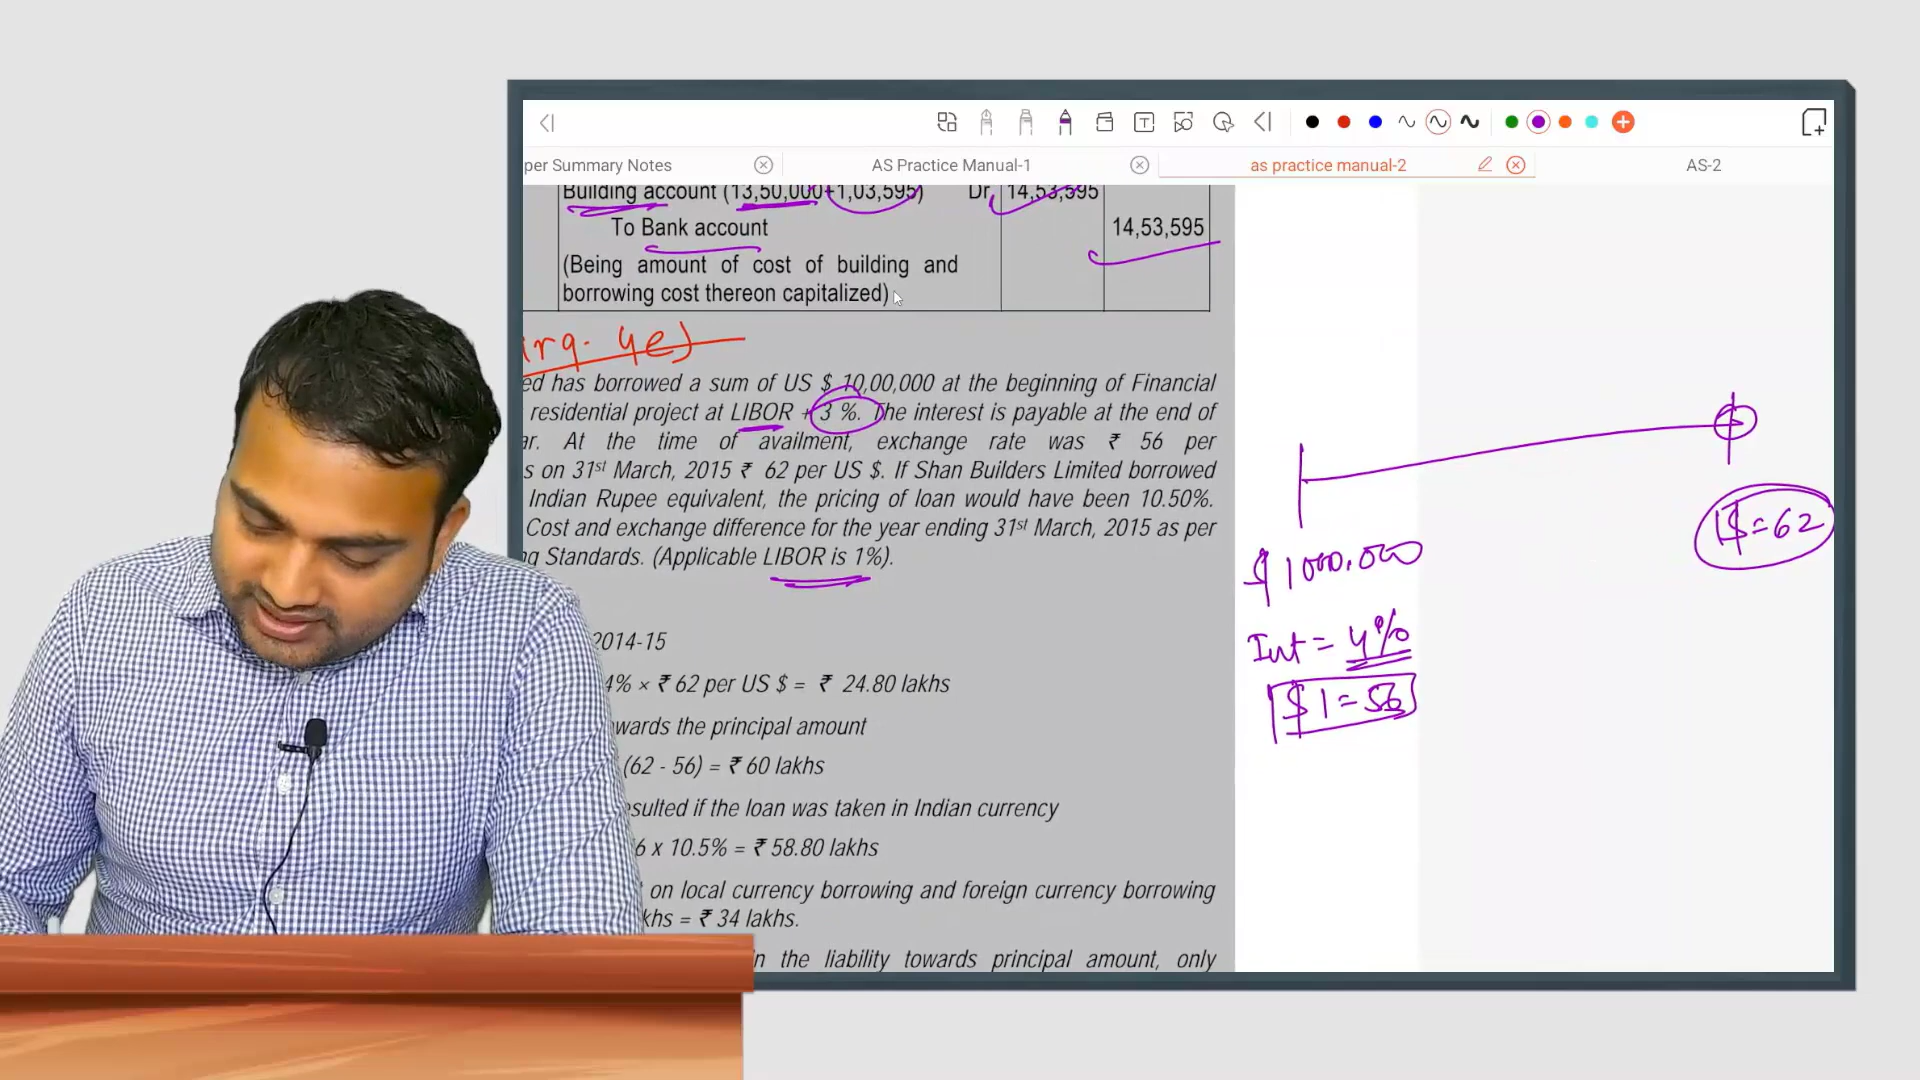 per Summary Notes
AS Practice Manual-1
as practice manual-2
AS-2
Building account (13,50,000+1,03,595) Dr. 14,53,595
To Bank account 14,53,595
(Being amount of cost of building and
borrowing cost thereon capitalized)
4e)
ed has borrowed a sum of US $ 10,00,000 at the beginning of Financial
residential project at LIBOR + 3 %. The interest is payable at the end of
ar. At the time of availment, exchange rate was ₹ 56 per
s on 31st March, 2015 ₹ 62 per US $. If Shan Builders Limited borrowed
Indian Rupee equivalent, the pricing of loan would have been 10.50%.
Cost and exchange difference for the year ending 31st March, 2015 as per
g Standards. (Applicable LIBOR is 1%).
2014-15
4% × ₹ 62 per US $ = ₹ 24.80 lakhs
wards the principal amount
(62 - 56) = ₹ 60 lakhs
sulted if the loan was taken in Indian currency
6 x 10.5% = ₹ 58.80 lakhs
on local currency borrowing and foreign currency borrowing
khs = ₹ 34 lakhs.
n the liability towards principal amount, only
1$ = 62
$ 1000,000
Int = 4%
$ 1 = 56